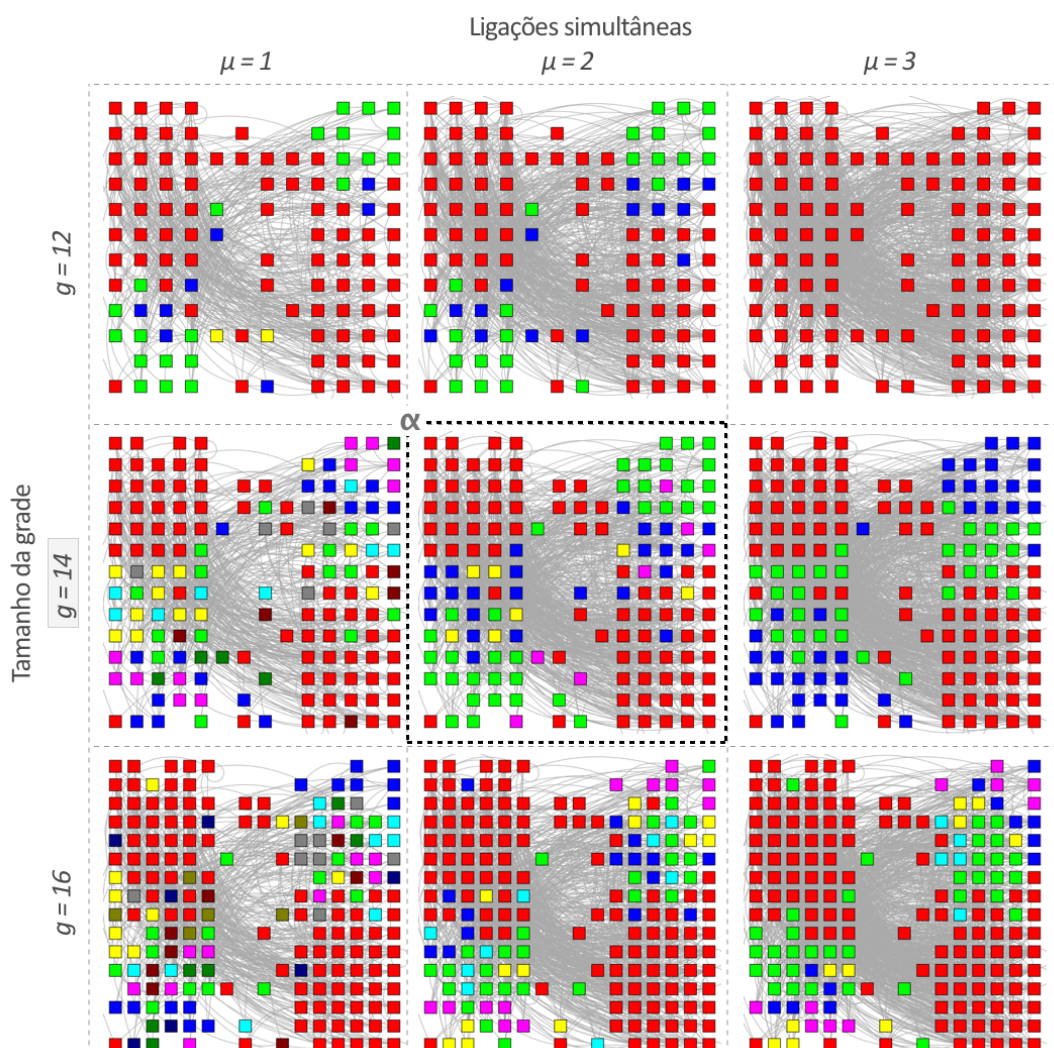 Ligações simultâneas
μ = 1
μ = 2
μ = 3
Tamanho da grade
g = 12
α
g = 14
g = 16